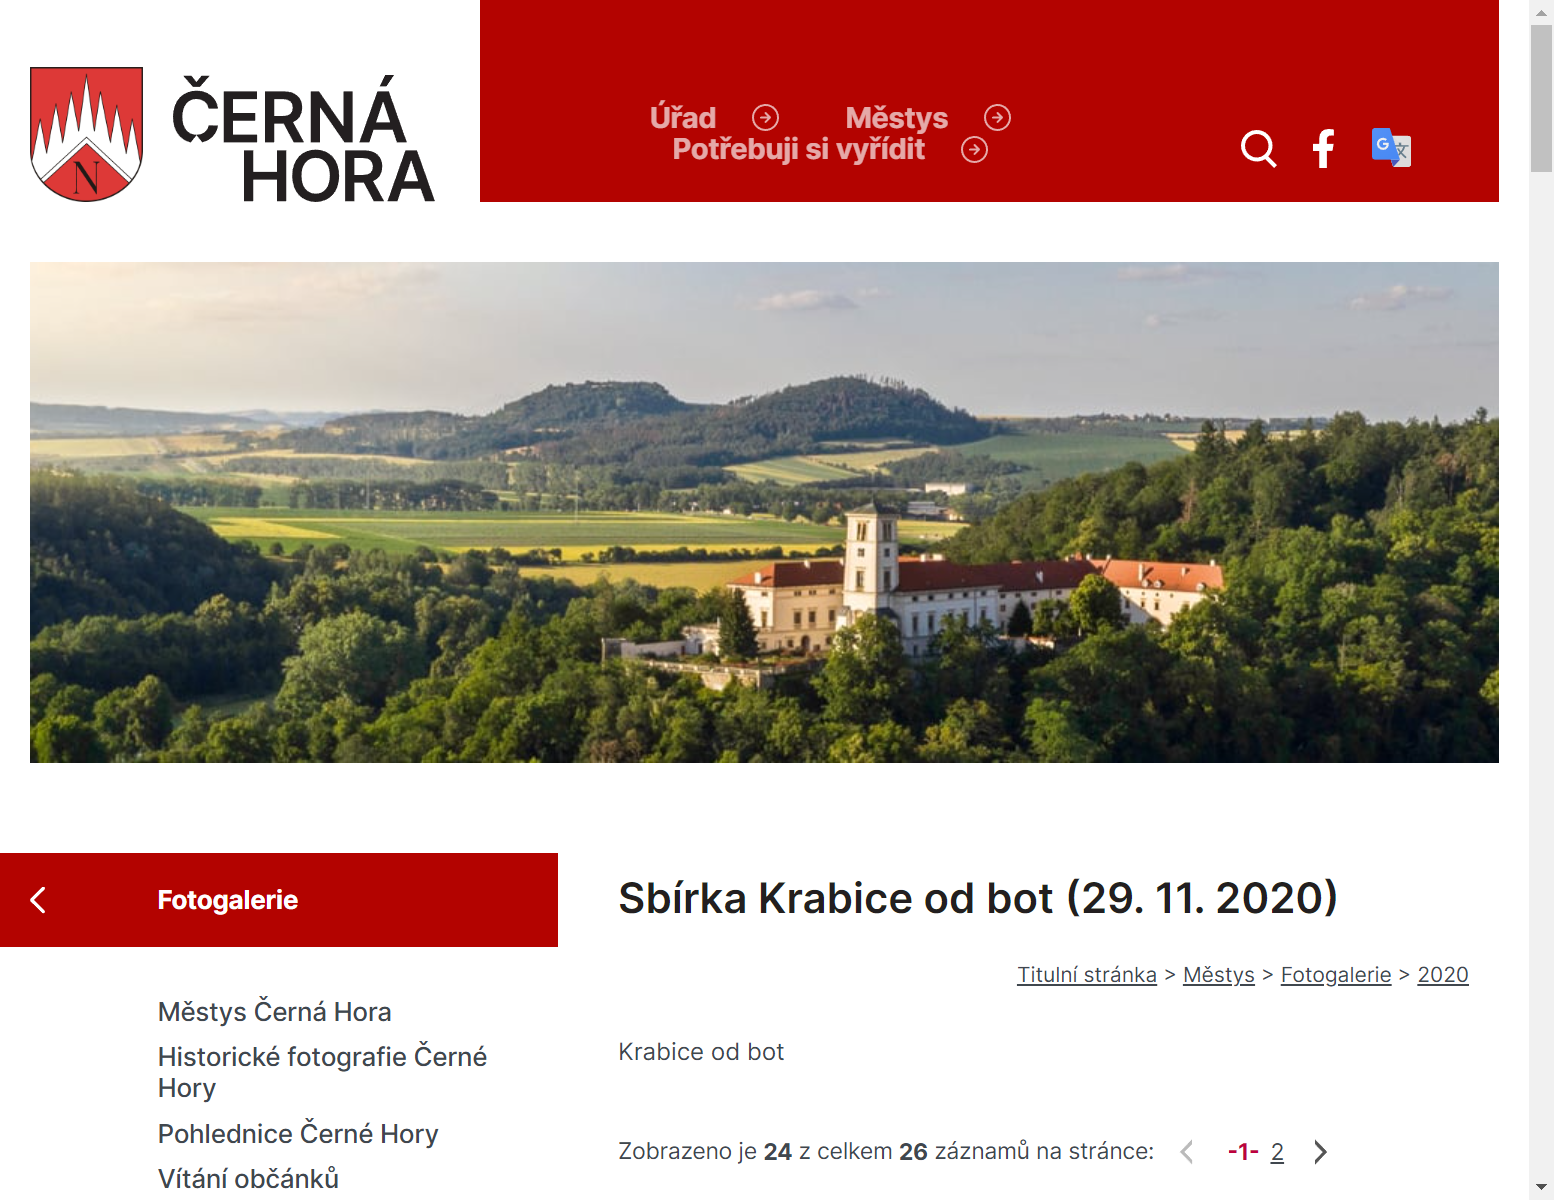 ČERNÁ
HORA
N
Úřad
Městys
Potřebuji si vyřídit
G 文
Fotogalerie
Městys Černá Hora
Historické fotografie Černé
Hory
Pohlednice Černé Hory
Vítání občánků
Sbírka Krabice od bot (29. 11. 2020)
Titulní stránka > Městys > Fotogalerie > 2020
Krabice od bot
Zobrazeno je 24 z celkem 26 záznamů na stránce: -1- 2